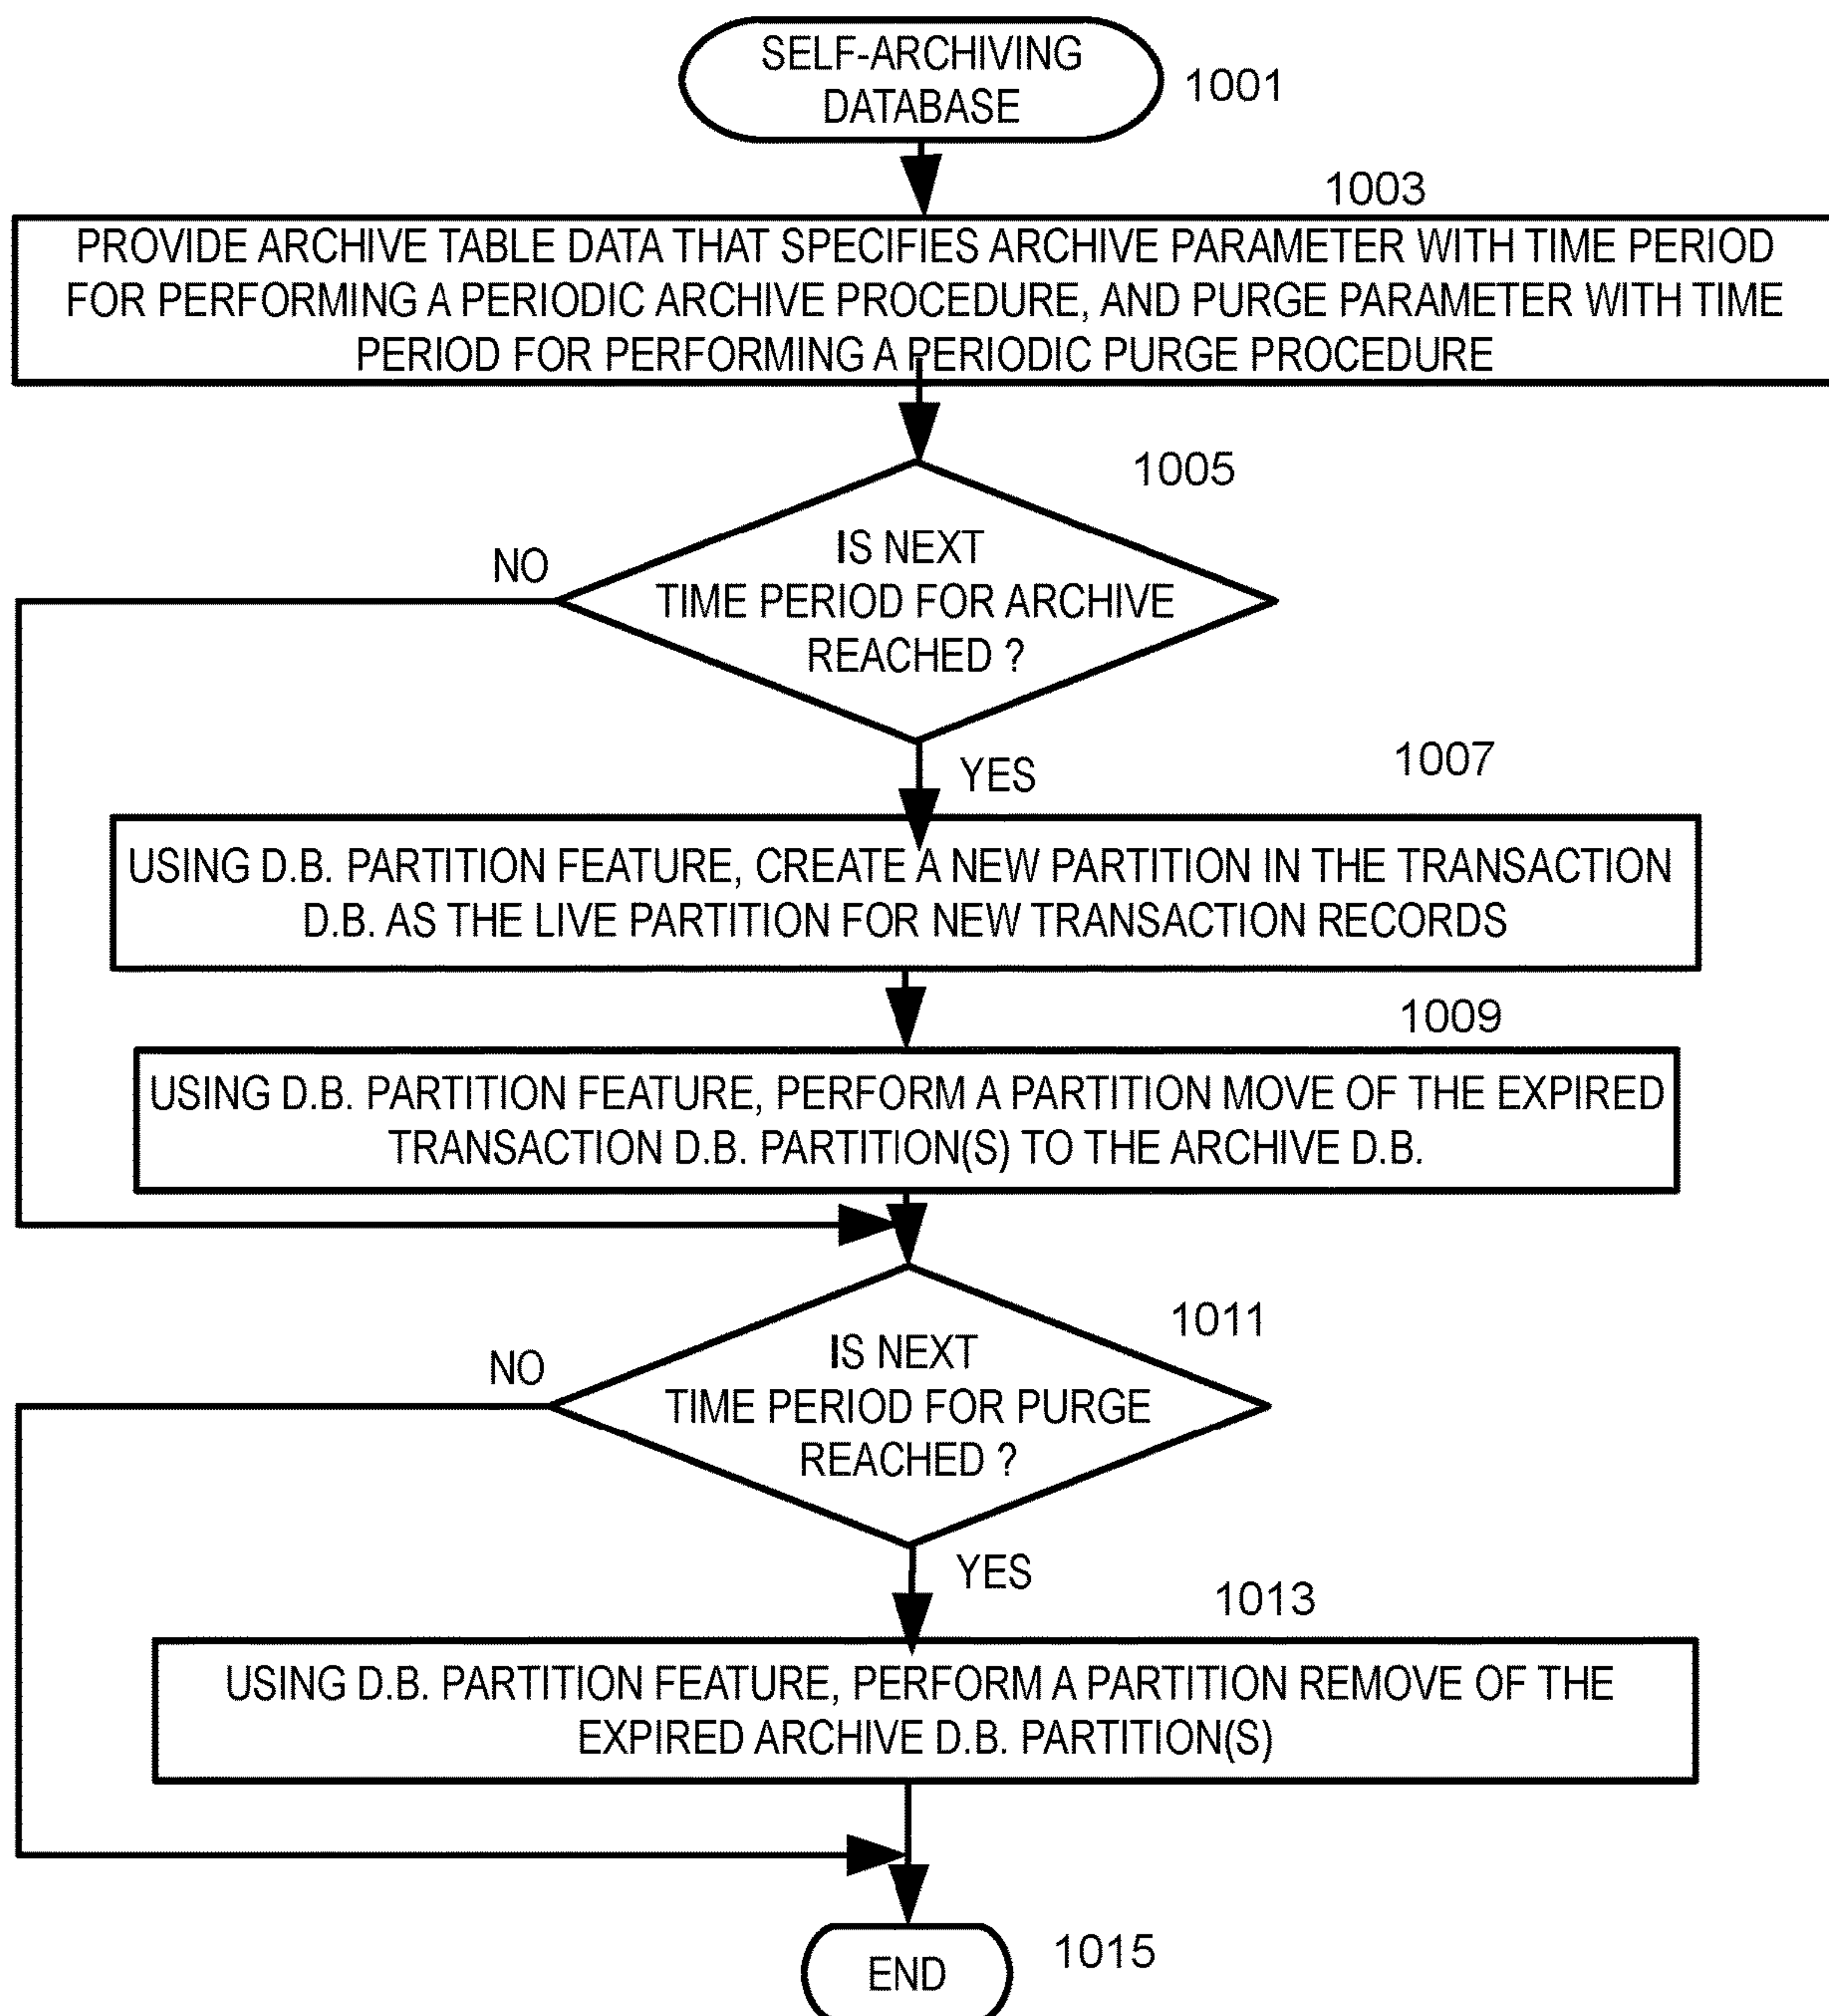 SELF-ARCHIVING
DATABASE
1001
1003
PROVIDE ARCHIVE TABLE DATA THAT SPECIFIES ARCHIVE PARAMETER WITH TIME PERIOD
FOR PERFORMING A PERIODIC ARCHIVE PROCEDURE, AND PURGE PARAMETER WITH TIME
PERIOD FOR PERFORMING A PERIODIC PURGE PROCEDURE
1005
NO
IS NEXT
TIME PERIOD FOR ARCHIVE
REACHED ?
YES
1007
USING D.B. PARTITION FEATURE, CREATE A NEW PARTITION IN THE TRANSACTION
D.B. AS THE LIVE PARTITION FOR NEW TRANSACTION RECORDS
1009
USING D.B. PARTITION FEATURE, PERFORM A PARTITION MOVE OF THE EXPIRED
TRANSACTION D.B. PARTITION(S) TO THE ARCHIVE D.B.
1011
NO
IS NEXT
TIME PERIOD FOR PURGE
REACHED ?
YES
1013
USING D.B. PARTITION FEATURE, PERFORM A PARTITION REMOVE OF THE
EXPIRED ARCHIVE D.B. PARTITION(S)
END
1015